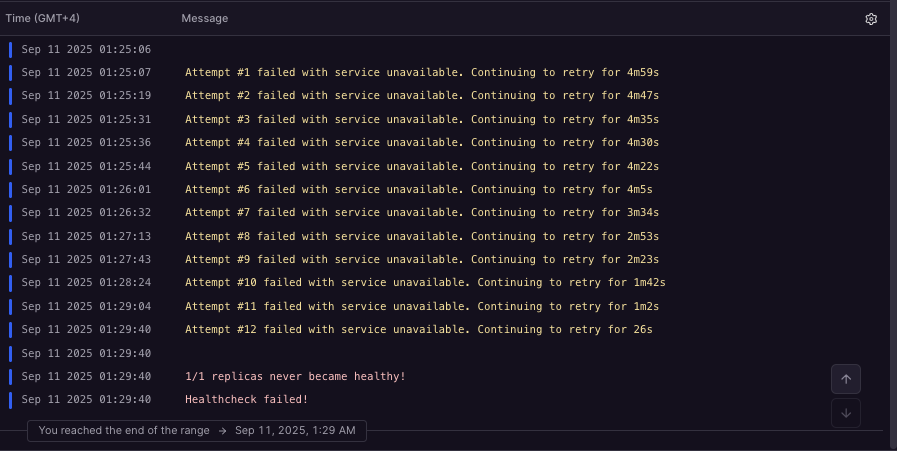 Time (GMT+4) Message
Sep 11 2025 01:25:06
Sep 11 2025 01:25:07 Attempt #1 failed with service unavailable. Continuing to retry for 4m59s
Sep 11 2025 01:25:19 Attempt #2 failed with service unavailable. Continuing to retry for 4m47s
Sep 11 2025 01:25:31 Attempt #3 failed with service unavailable. Continuing to retry for 4m35s
Sep 11 2025 01:25:36 Attempt #4 failed with service unavailable. Continuing to retry for 4m30s
Sep 11 2025 01:25:44 Attempt #5 failed with service unavailable. Continuing to retry for 4m22s
Sep 11 2025 01:26:01 Attempt #6 failed with service unavailable. Continuing to retry for 4m5s
Sep 11 2025 01:26:32 Attempt #7 failed with service unavailable. Continuing to retry for 3m34s
Sep 11 2025 01:27:13 Attempt #8 failed with service unavailable. Continuing to retry for 2m53s
Sep 11 2025 01:27:43 Attempt #9 failed with service unavailable. Continuing to retry for 2m23s
Sep 11 2025 01:28:24 Attempt #10 failed with service unavailable. Continuing to retry for 1m42s
Sep 11 2025 01:29:04 Attempt #11 failed with service unavailable. Continuing to retry for 1m2s
Sep 11 2025 01:29:40 Attempt #12 failed with service unavailable. Continuing to retry for 26s
Sep 11 2025 01:29:40
Sep 11 2025 01:29:40 1/1 replicas never became healthy!
Sep 11 2025 01:29:40 Healthcheck failed!
You reached the end of the range → Sep 11, 2025, 1:29 AM